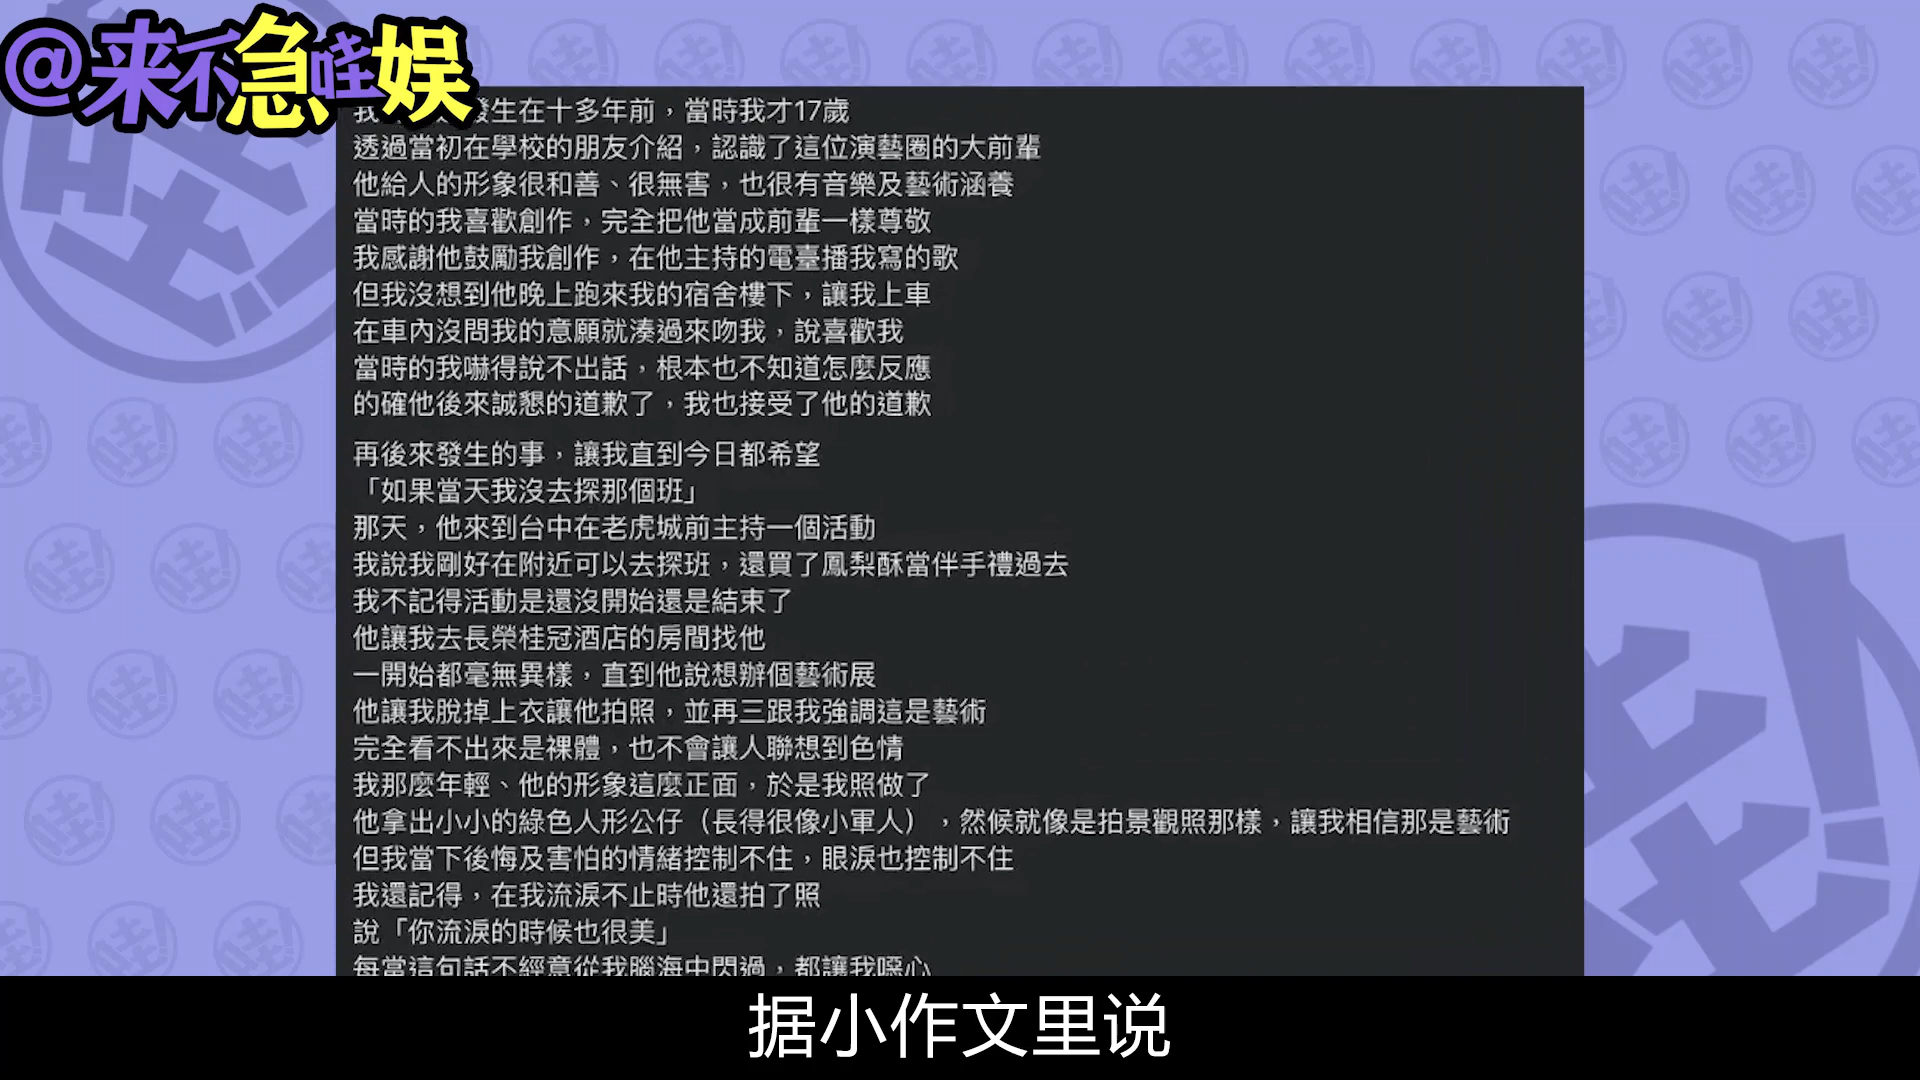 @来不急哇娱
我 發生在十多年前，當時我才17歲
透過當初在學校的朋友介紹，認識了這位演藝圈的大前輩
他給人的形象很和善、很無害，也很有音樂及藝術涵養
當時的我喜歡創作，完全把他當成前輩一樣尊敬
我感謝他鼓勵我創作，在他主持的電臺播我寫的歌
但我沒想到他晚上跑來我的宿舍樓下，讓我上車
在車內沒問我的意願就湊過來吻我，說喜歡我
當時的我嚇得說不出話，根本也不知道怎麼反應
的確他後來誠懇的道歉了，我也接受了他的道歉
再後來發生的事，讓我直到今日都希望
「如果當天我沒去探那個班」
那天，他來到台中在老虎城前主持一個活動
我說我剛好在附近可以去探班，還買了鳳梨酥當伴手禮過去
我不記得活動是還沒開始還是結束了
他讓我去長榮桂冠酒店的房間找他
一開始都毫無異樣，直到他說想辦個藝術展
他讓我脫掉上衣讓他拍照，並再三跟我強調這是藝術
完全看不出來是裸體，也不會讓人聯想到色情
我那麼年輕、他的形象這麼正面，於是我照做了
他拿出小小的綠色人形公仔（長得很像小軍人），然候就像是拍景觀照那樣，讓我相信那是藝術
但我當下後悔及害怕的情緒控制不住，眼淚也控制不住
我還記得，在我流淚不止時他還拍了照
說「你流淚的時候也很美」
每當這句話不經意從我腦海中閃過，都讓我噁心
据小作文里说